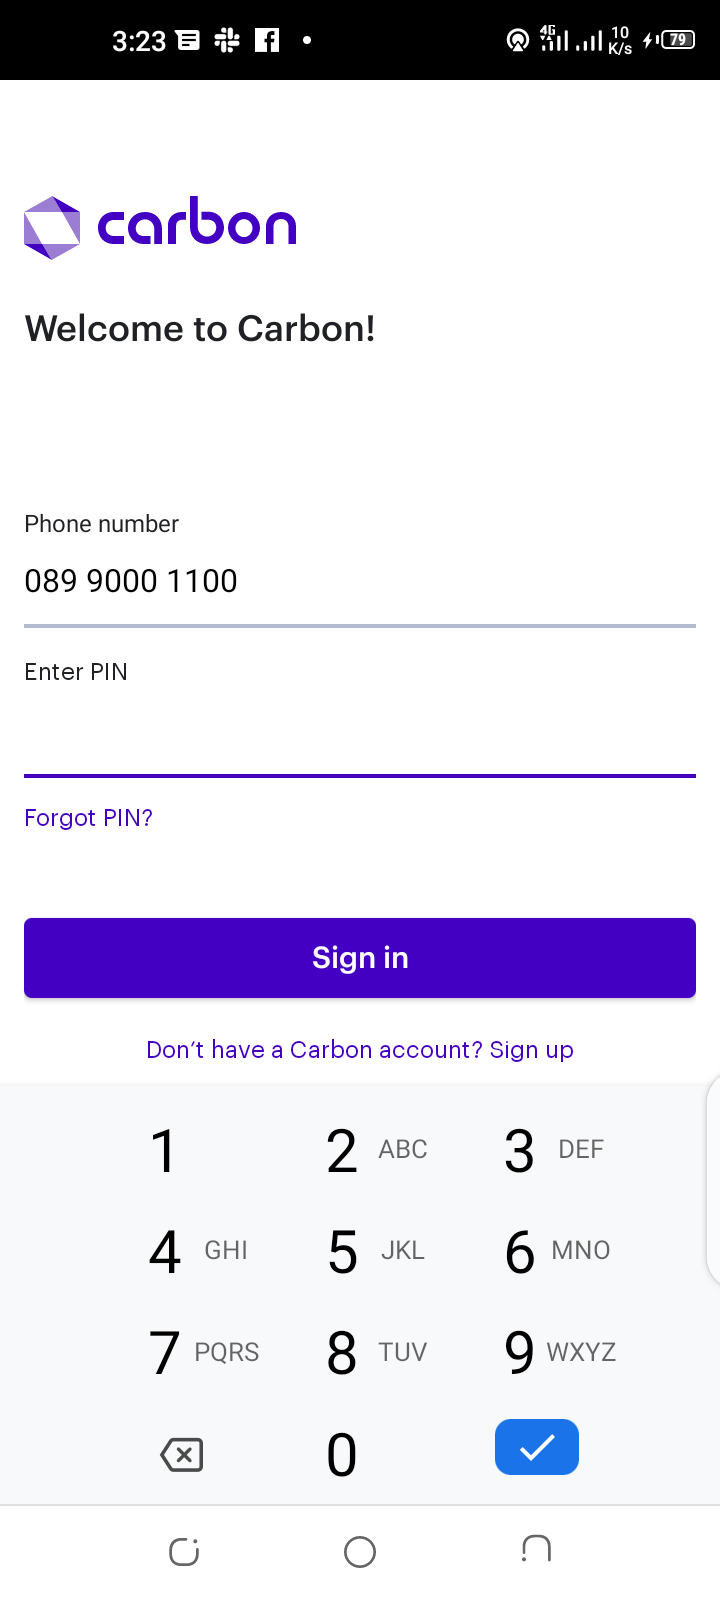 3:23 4G 10 K/s 79
carbon
Welcome to Carbon!
Phone number
089 9000 1100
Enter PIN
Forgot PIN?
Sign in
Don't have a Carbon account? Sign up
1 2 ABC 3 DEF
4 GHI 5 JKL 6 MNO
7 PQRS 8 TUV 9 WXYZ
0